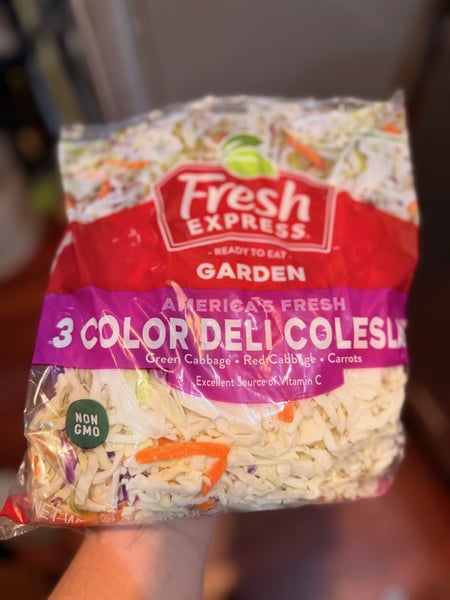 Fresh
EXPRESS
READY TO EAT
GARDEN
AMERICA'S FRESH
3 COLOR DELI COLESLA
Green Cabbage • Red Cabbage • Carrots
Excellent Source of Vitamin C
NON
GMO